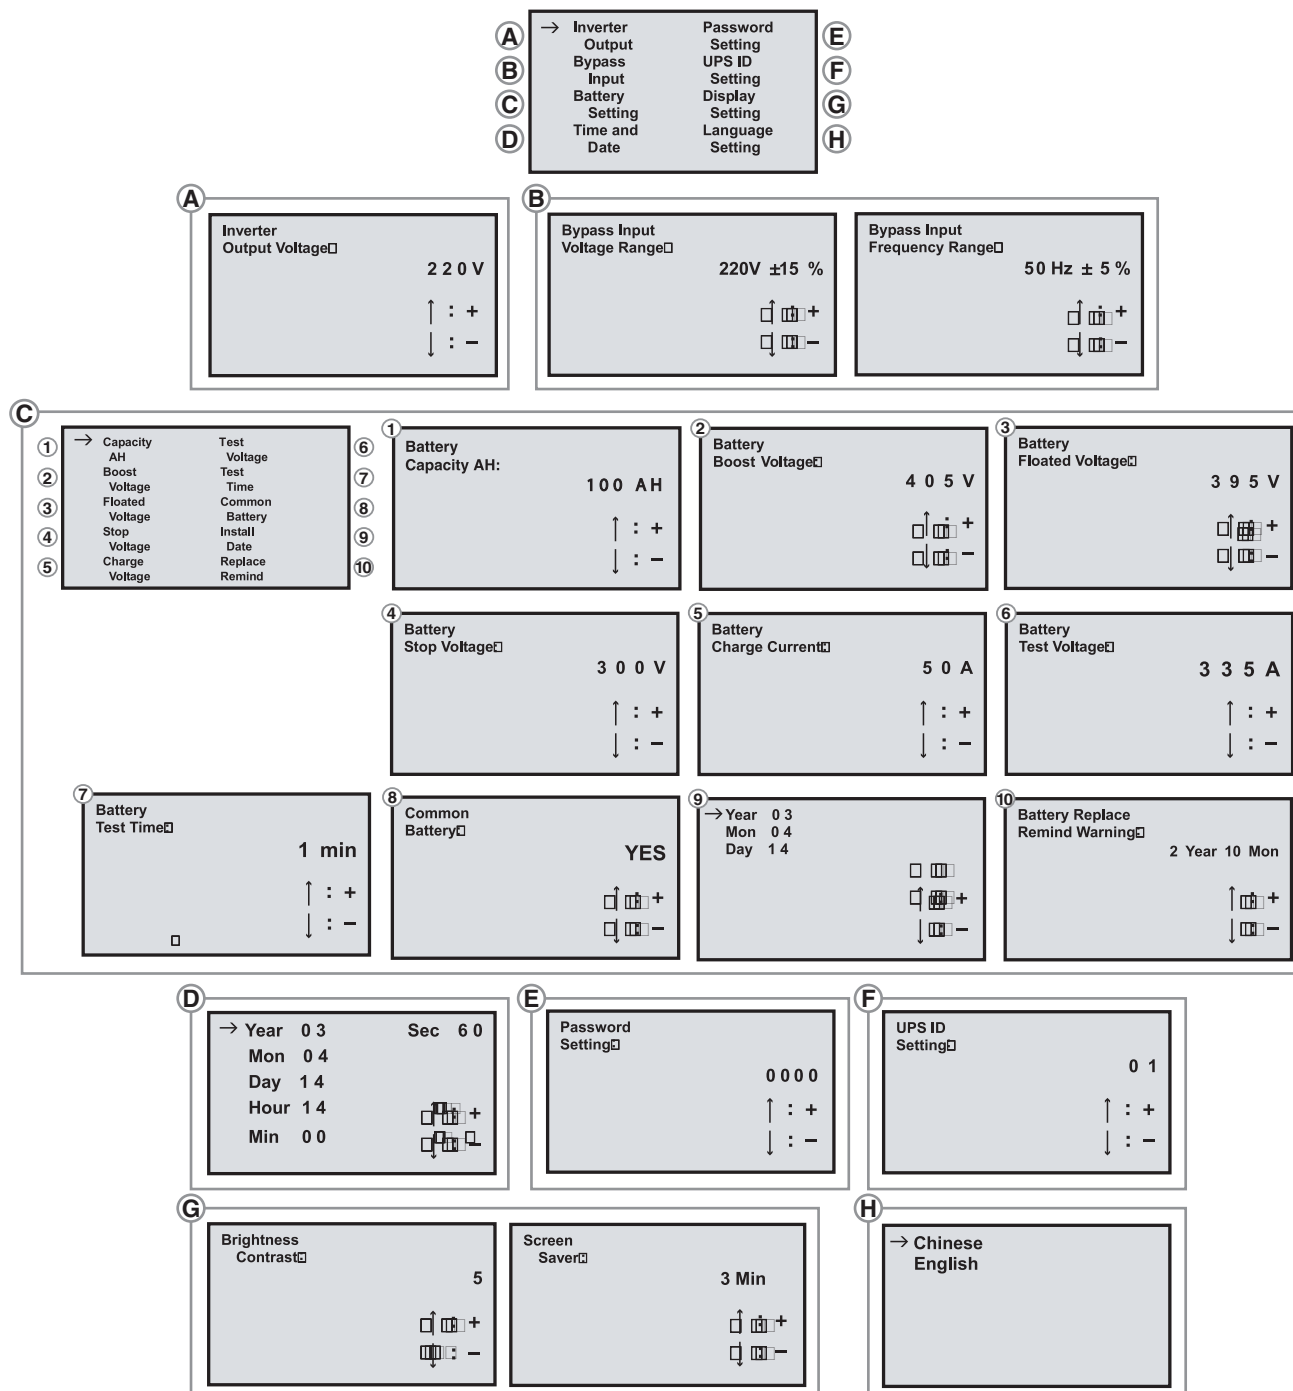 A → Inverter Password E
Output Setting
B Bypass UPS ID F
Input Setting
C Battery Display G
Setting Setting
D Time and Language H
Date Setting
A
Inverter
Output Voltage
220V
↑ : +
↓ : −
B
Bypass Input
Voltage Range
220V ±15 %
↑ : +
↓ : −
Bypass Input
Frequency Range
50 Hz ± 5 %
↑ : +
↓ : −
C
1 → Capacity Test 6
AH Voltage
2 Boost Test 7
Voltage Time
3 Floated Common 8
Voltage Battery
4 Stop Install 9
Voltage Date
5 Charge Replace 10
Voltage Remind
1
Battery
Capacity AH:
100 AH
↑ : +
↓ : −
2
Battery
Boost Voltage:
405V
↑ : +
↓ : −
3
Battery
Floated Voltage:
395V
↑ : +
↓ : −
4
Battery
Stop Voltage:
300V
↑ : +
↓ : −
5
Battery
Charge Current:
50A
↑ : +
↓ : −
6
Battery
Test Voltage:
335A
↑ : +
↓ : −
7
Battery
Test Time:
1 min
↑ : +
↓ : −
8
Common
Battery:
YES
↑ : +
↓ : −
9
→ Year 03
Mon 04
Day 14
↑ : +
↓ : −
10
Battery Replace
Remind Warning:
2 Year 10 Mon
↑ : +
↓ : −
D
→ Year 03 Sec 60
Mon 04
Day 14
Hour 14
Min 00
↑ : +
↓ : −
E
Password
Setting:
0000
↑ : +
↓ : −
F
UPS ID
Setting:
01
↑ : +
↓ : −
G
Brightness
Contrast:
5
↑ : +
↓ : −
Screen
Saver:
3 Min
↑ : +
↓ : −
H
→ Chinese
English